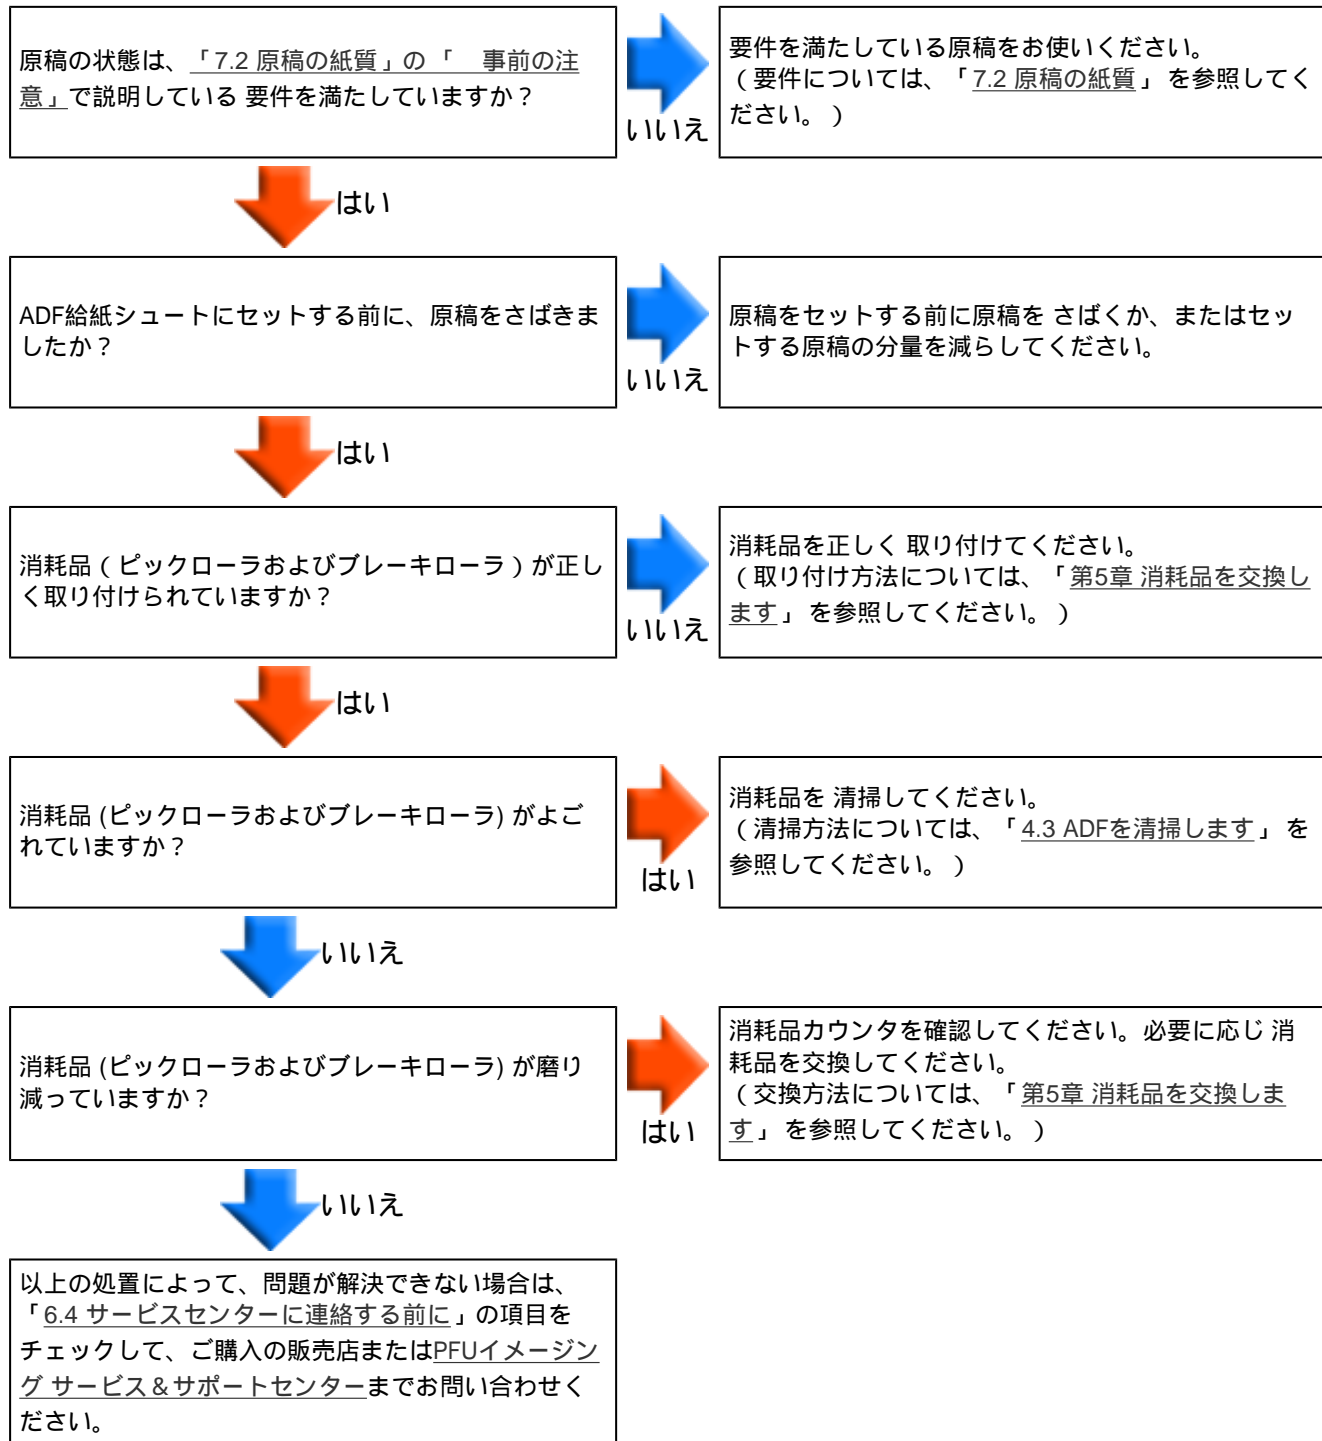 原稿の状態は、「7.2 原稿の紙質」の「　事前の注
意」で説明している 要件を満たしていますか？
いいえ
要件を満たしている原稿をお使いください。
（要件については、「7.2 原稿の紙質」 を参照してく
ださい。）
はい
ADF給紙シュートにセットする前に、原稿をさばきま
したか？
いいえ
原稿をセットする前に原稿を さばくか、またはセッ
トする原稿の分量を減らしてください。
はい
消耗品（ピックローラおよびブレーキローラ）が正し
く取り付けられていますか？
いいえ
消耗品を正しく 取り付けてください。
（取り付け方法については、「第5章 消耗品を交換し
ます」 を参照してください。）
はい
消耗品 (ピックローラおよびブレーキローラ) がよご
れていますか？
はい
消耗品を 清掃してください。
（清掃方法については、「4.3 ADFを清掃します」 を
参照してください。）
いいえ
消耗品 (ピックローラおよびブレーキローラ) が磨り
減っていますか？
はい
消耗品カウンタを確認してください。必要に応じ 消
耗品を交換してください。
（交換方法については、「第5章 消耗品を交換しま
す」 を参照してください。）
いいえ
以上の処置によって、問題が解決できない場合は、
「6.4 サービスセンターに連絡する前に」の項目を
チェックして、ご購入の販売店またはPFUイメージン
グ サービス＆サポートセンターまでお問い合わせく
ださい。